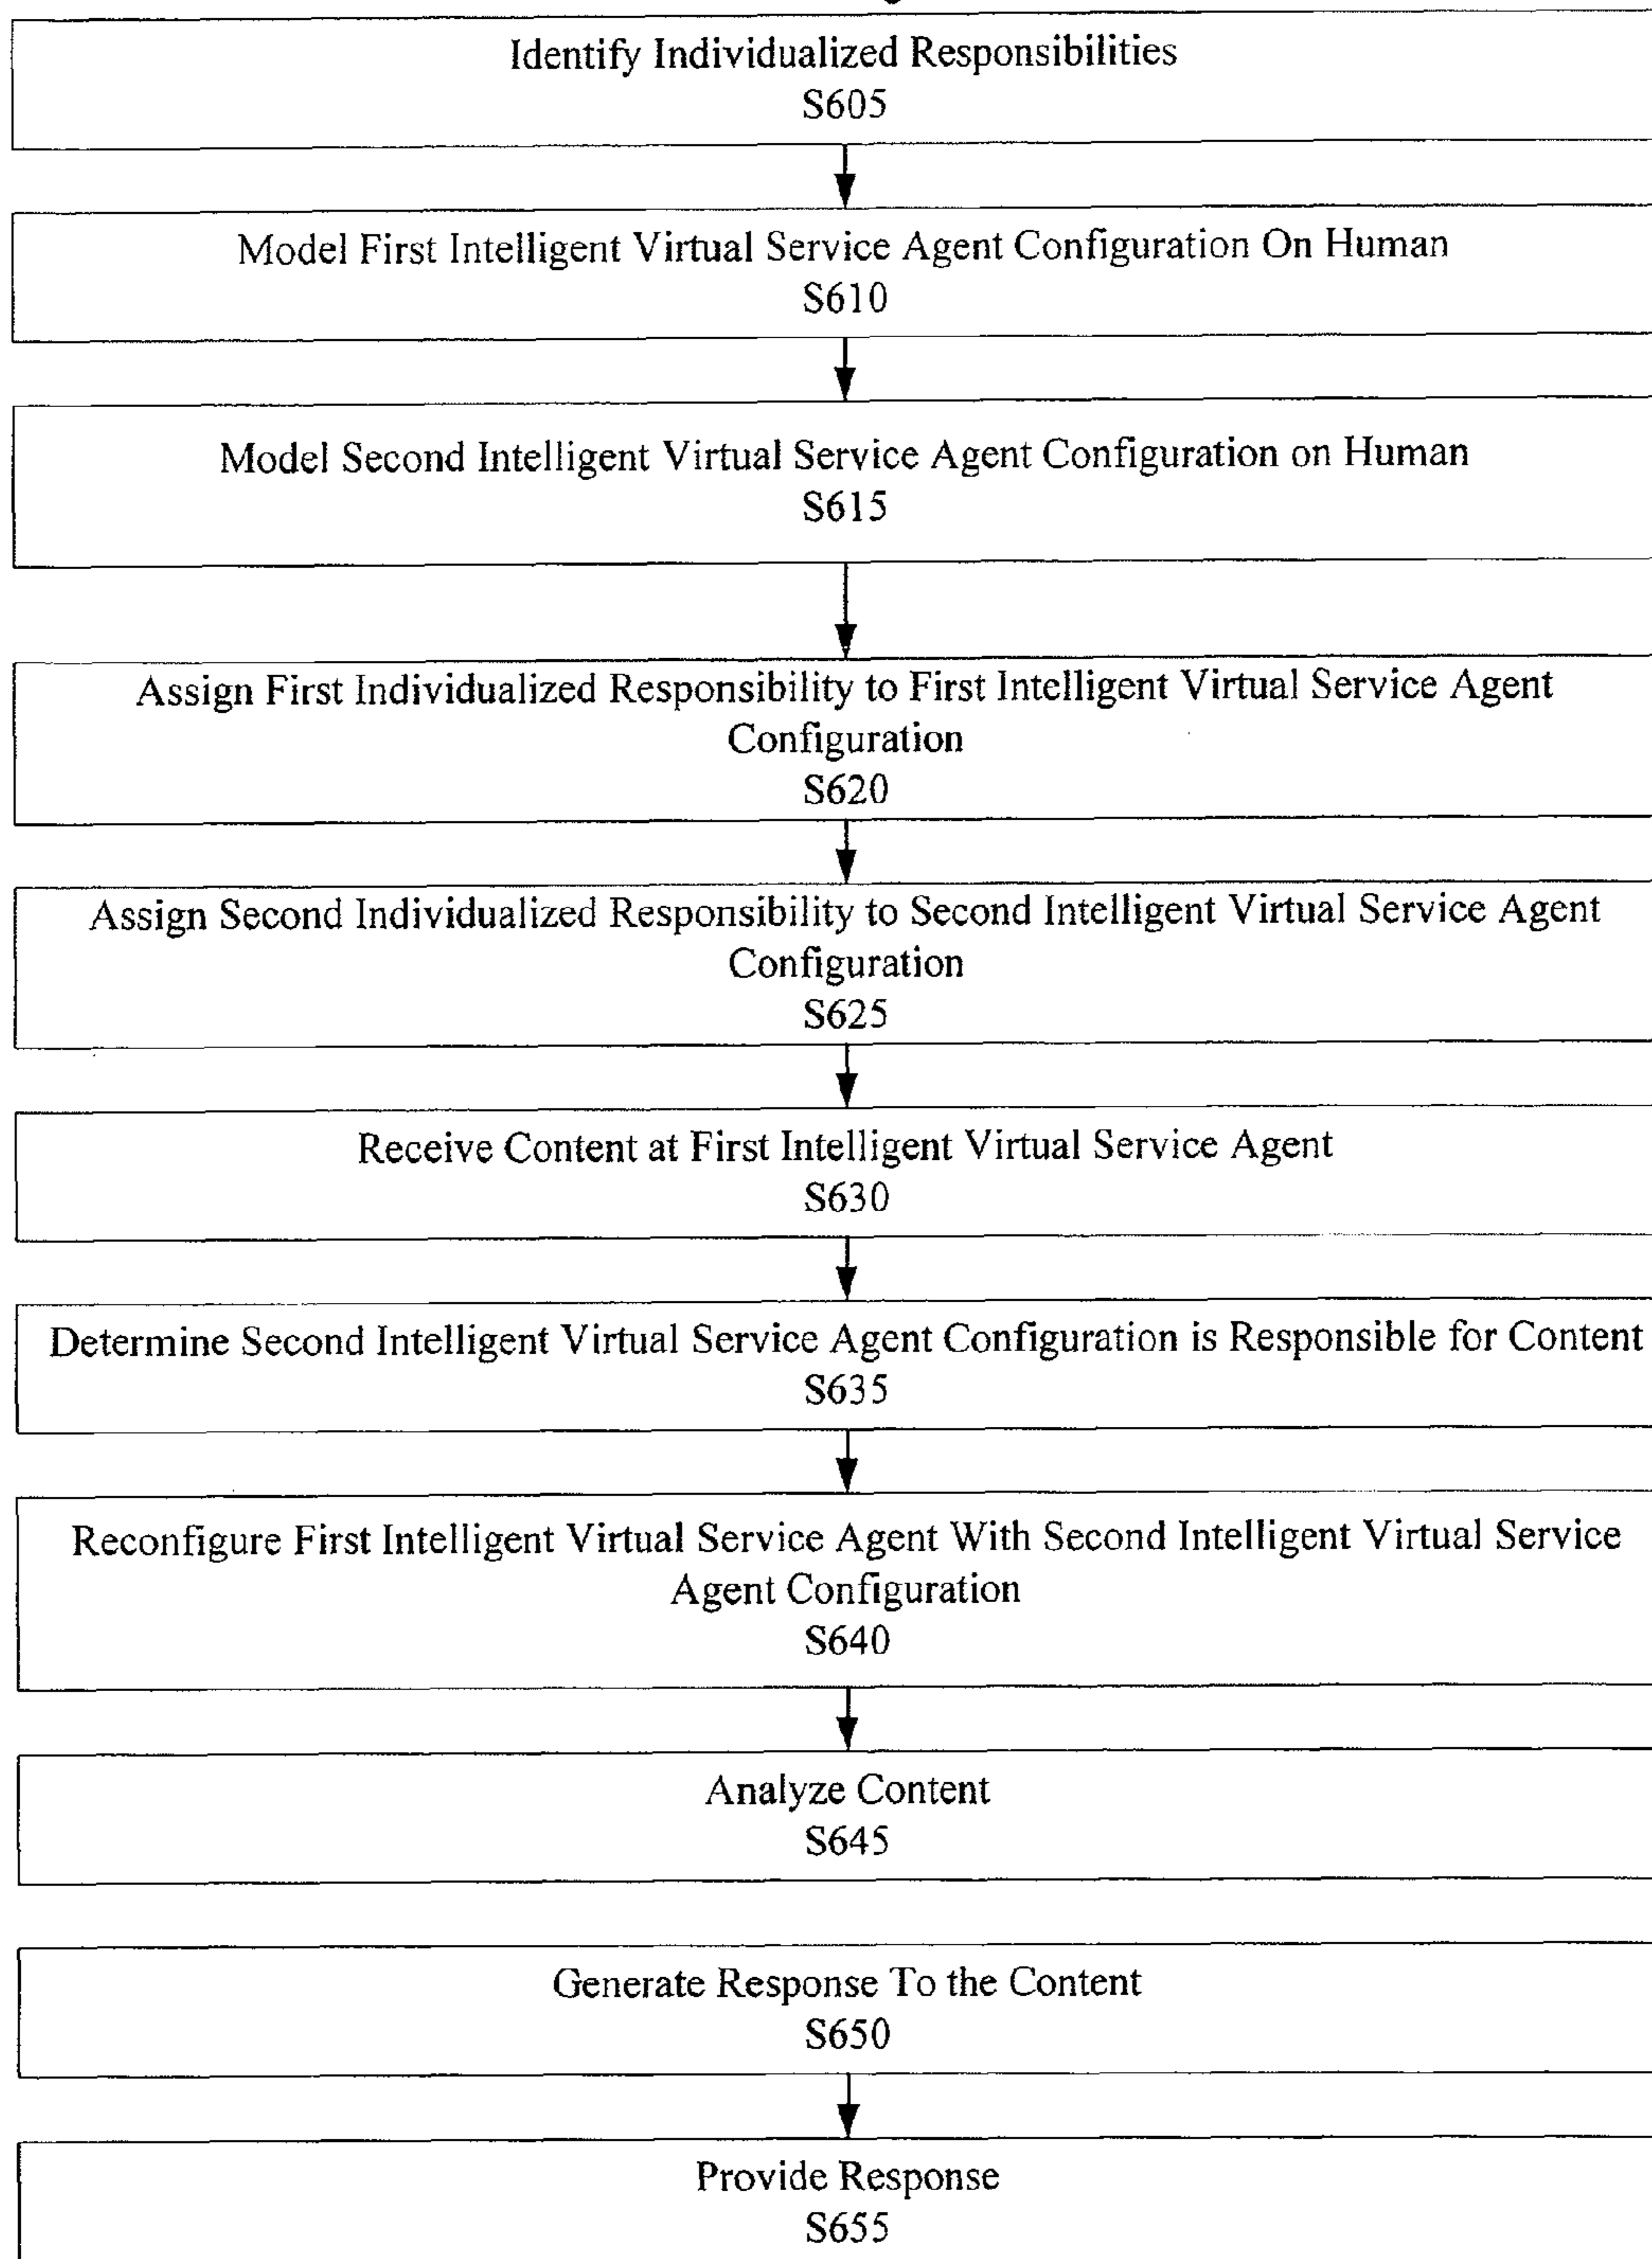 Identify Individualized Responsibilities
S605
Model First Intelligent Virtual Service Agent Configuration On Human
S610
Model Second Intelligent Virtual Service Agent Configuration on Human
S615
Assign First Individualized Responsibility to First Intelligent Virtual Service Agent
Configuration
S620
Assign Second Individualized Responsibility to Second Intelligent Virtual Service Agent
Configuration
S625
Receive Content at First Intelligent Virtual Service Agent
S630
Determine Second Intelligent Virtual Service Agent Configuration is Responsible for Content
S635
Reconfigure First Intelligent Virtual Service Agent With Second Intelligent Virtual Service
Agent Configuration
S640
Analyze Content
S645
Generate Response To the Content
S650
Provide Response
S655